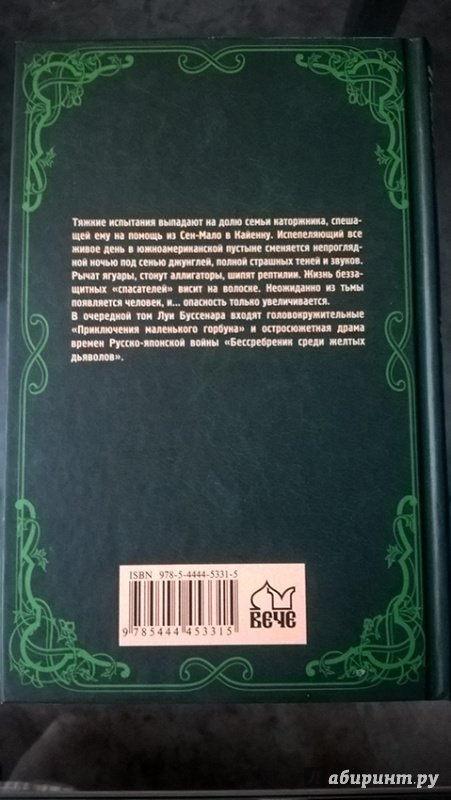 Тяжкие испытания выпадают на долю семьи каторжника, спеша-
щей ему на помощь из Сен-Мало в Кайенну. Испепеляющий все
живое день в южноамериканской пустыне сменяется непрогляд-
ной ночью под сенью джунглей, полной страшных теней и звуков.
Рычат ягуары, стонут аллигаторы, шипят рептилии. Жизнь безза-
щитных «спасателей» висит на волоске. Неожиданно из тьмы
появляется человек, и... опасность только увеличивается.
В очередной том Луи Буссенара входят головокружительные
«Приключения маленького горбуна» и остросюжетная драма
времен Русско-японской войны «Бессребреник среди желтых
дьяволов».
ISBN 978-5-4444-5331-5
9 785444 453315
ВЕЧЕ
Лабиринт.ру